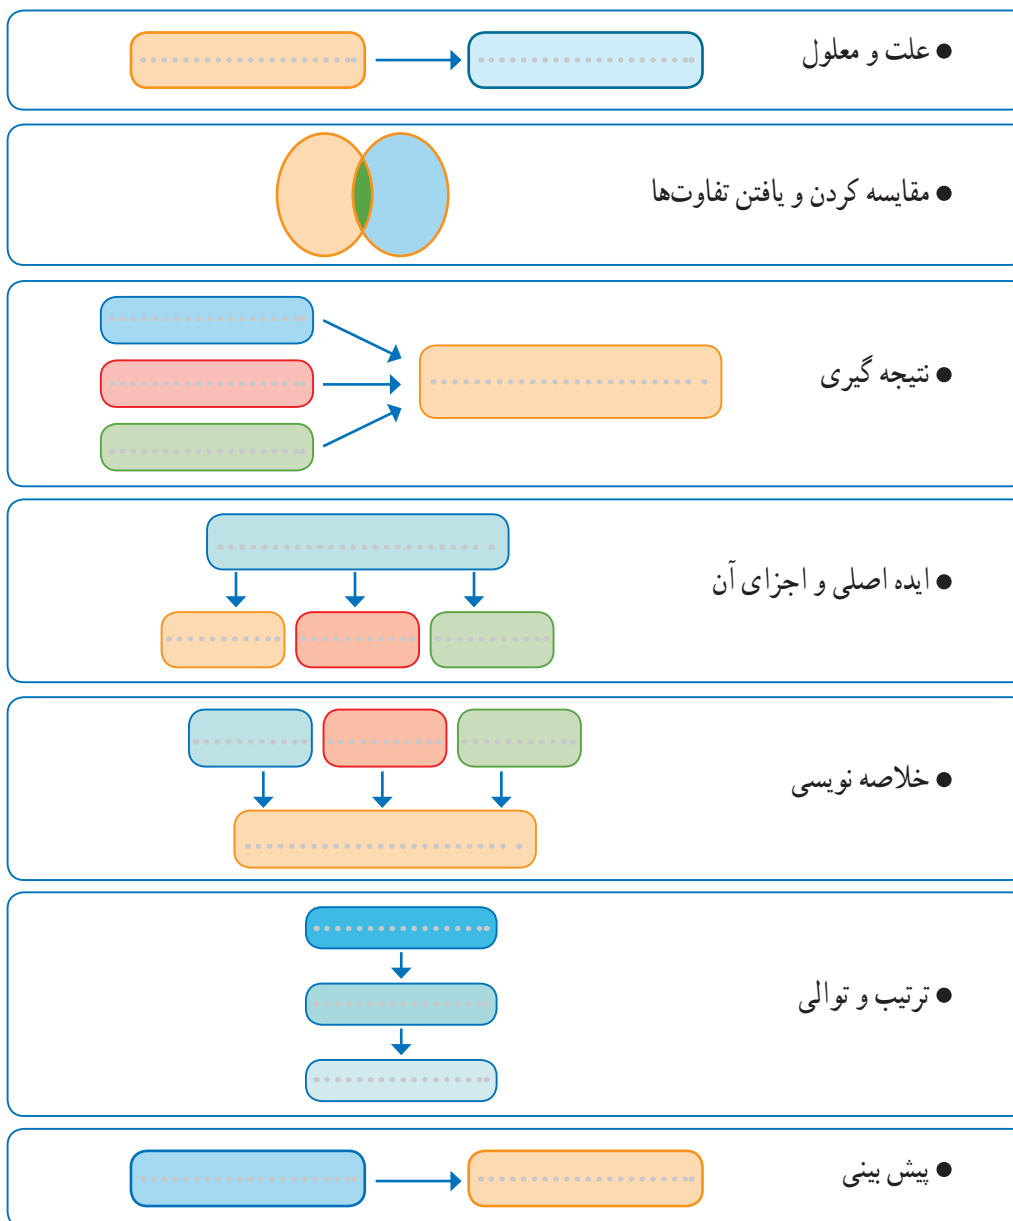 ● علت و معلول
● مقایسه کردن و یافتن تفاوت‌ها
● نتیجه گیری
● ایده اصلی و اجزای آن
● خلاصه نویسی
● ترتیب و توالی
● پیش بینی